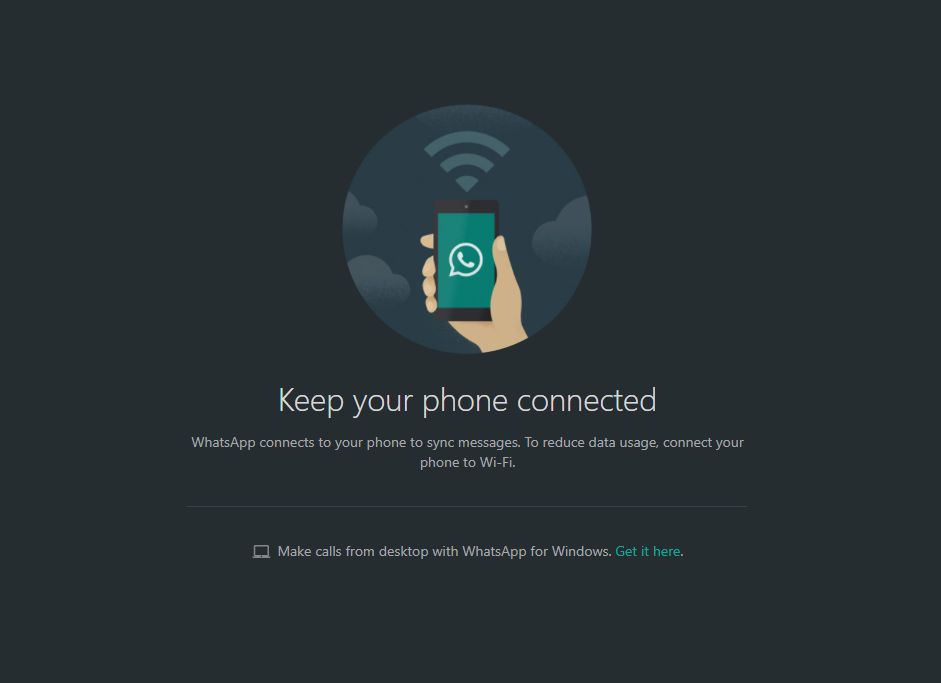 Keep your phone connected
WhatsApp connects to your phone to sync messages. To reduce data usage, connect your
phone to Wi-Fi.
Make calls from desktop with WhatsApp for Windows. Get it here.